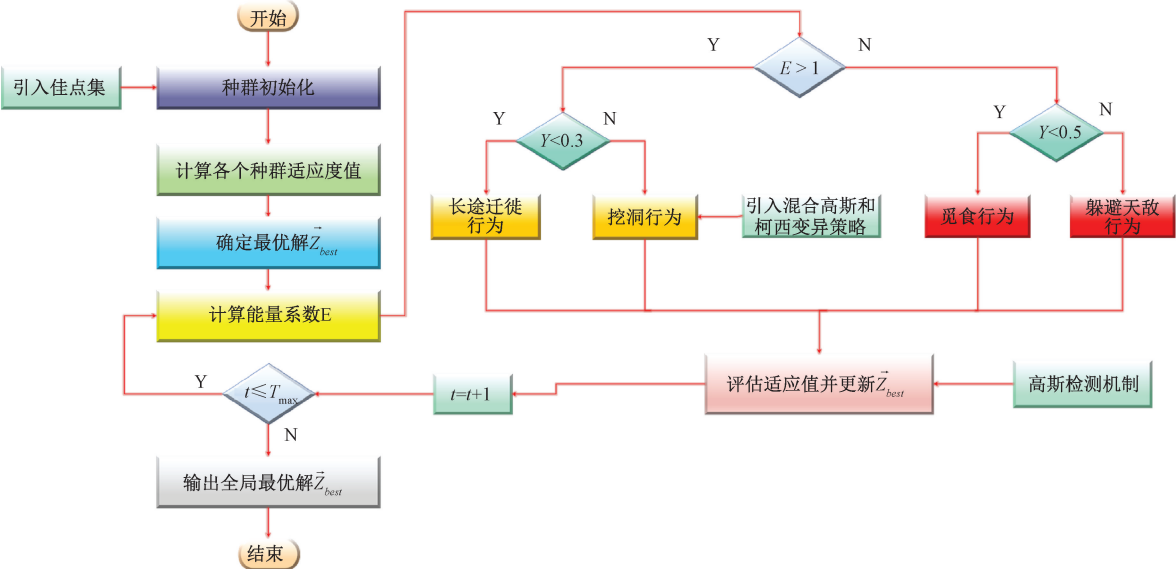 开始
引入佳点集
种群初始化
计算各个种群适应度值
确定最优解Z⃗best
计算能量系数E
Y
N
E > 1
Y
N
Y<0.3
Y
N
Y<0.5
长途迁徙
行为
挖洞行为
引入混合高斯和
柯西变异策略
觅食行为
躲避天敌
行为
评估适应值并更新Z⃗best
高斯检测机制
t=t+1
Y
t≤Tmax
N
输出全局最优解Z⃗best
结束